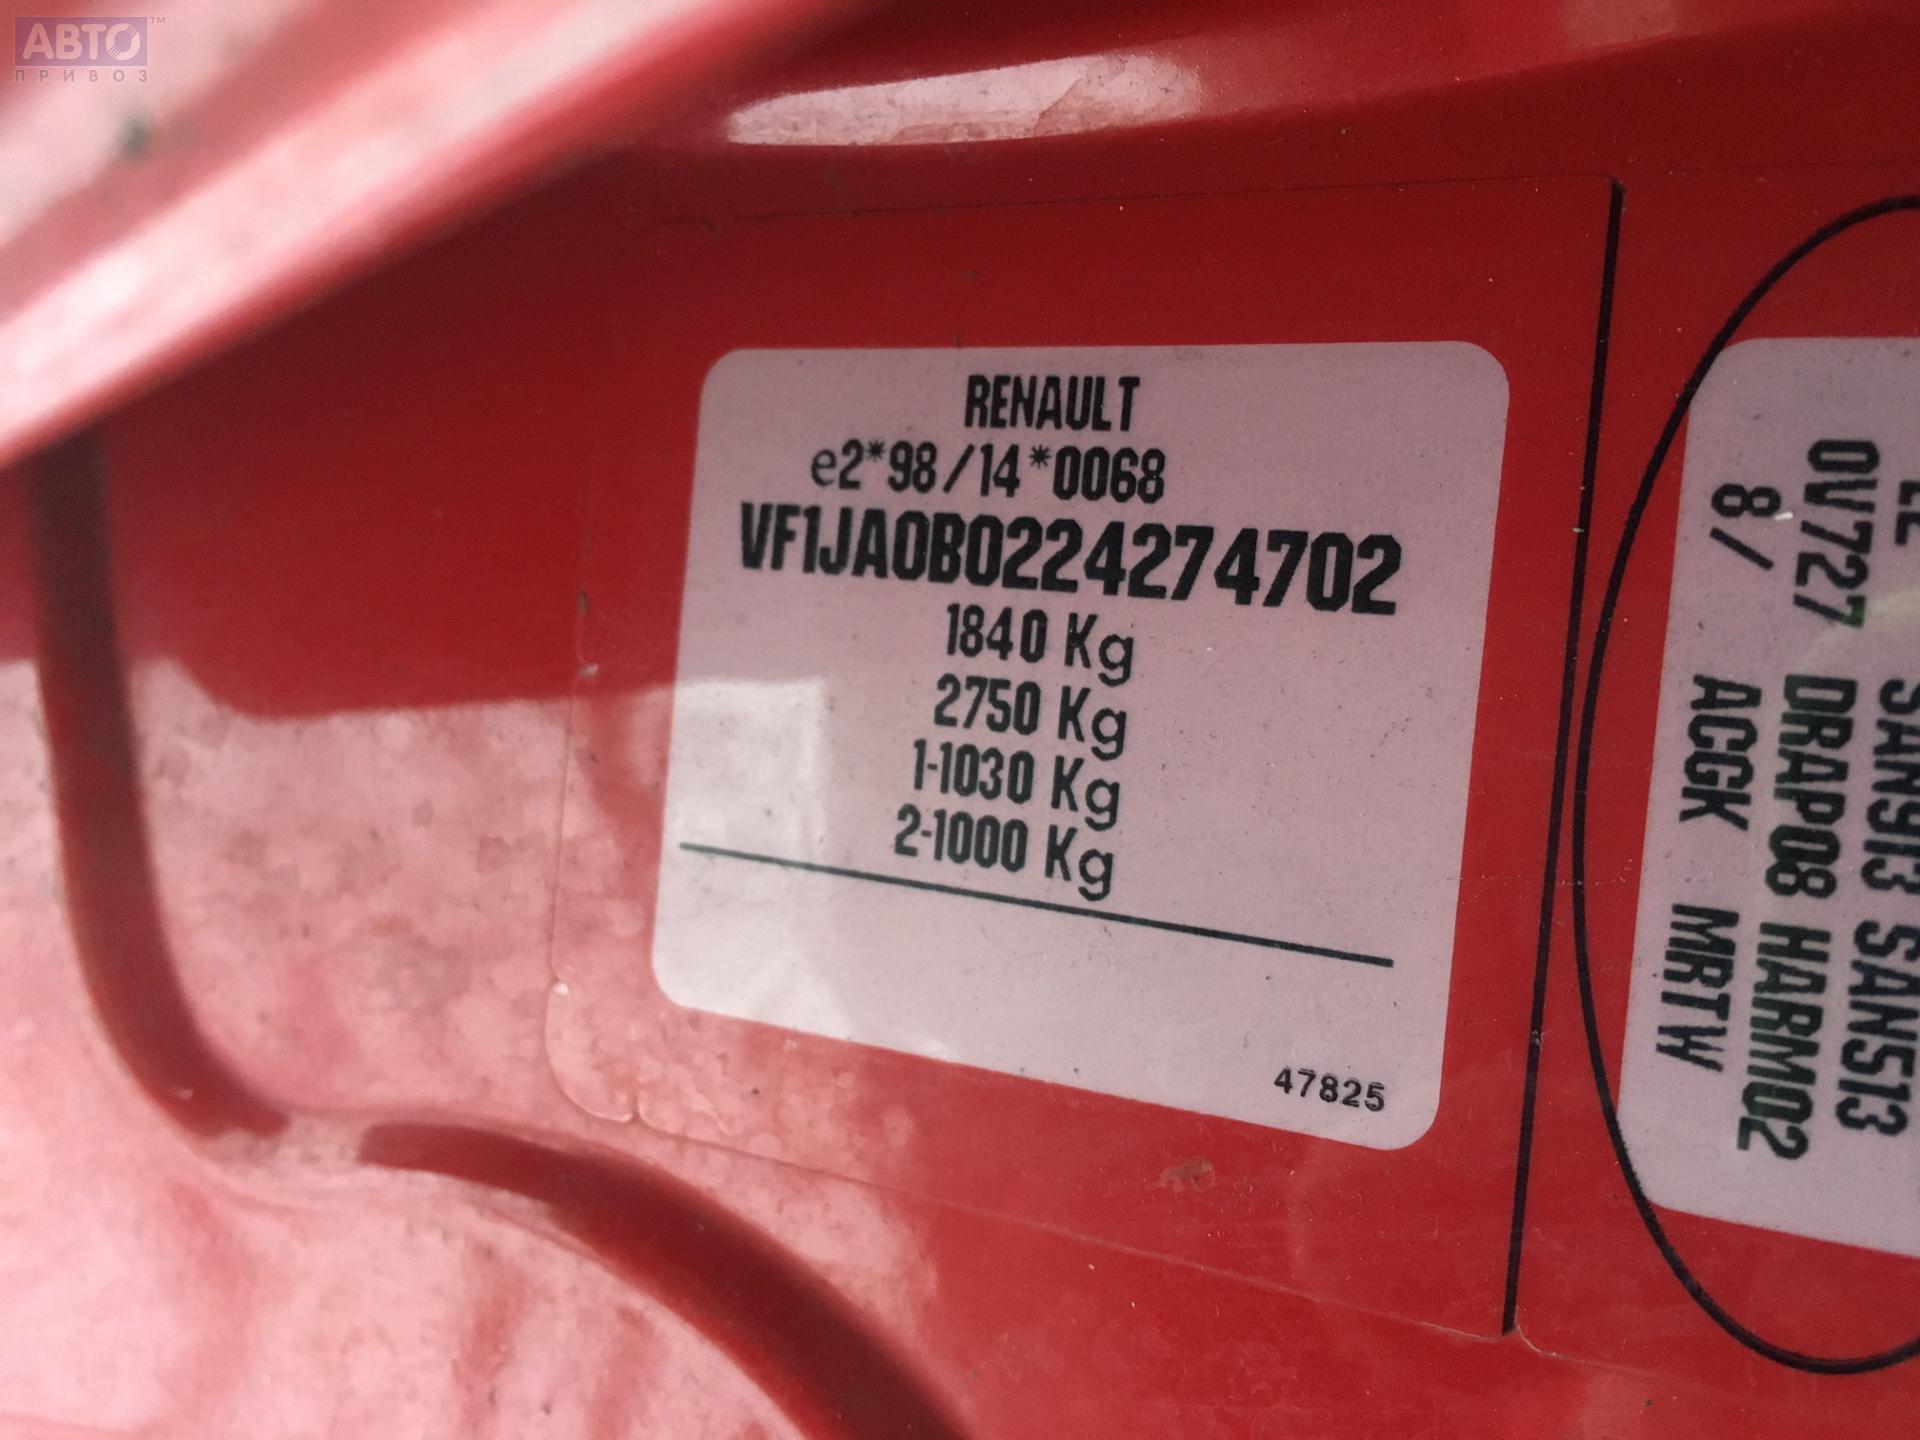 АВТО™
ПРИВОЗ
RENAULT
e2*98/14*0068
VF1JA0B0224274702
1840 Kg
2750 Kg
1-1030 Kg
2-1000 Kg
47825
SAN913 SAN513
0V727 DRAP08 HARM02
8/ ACGK MRTW